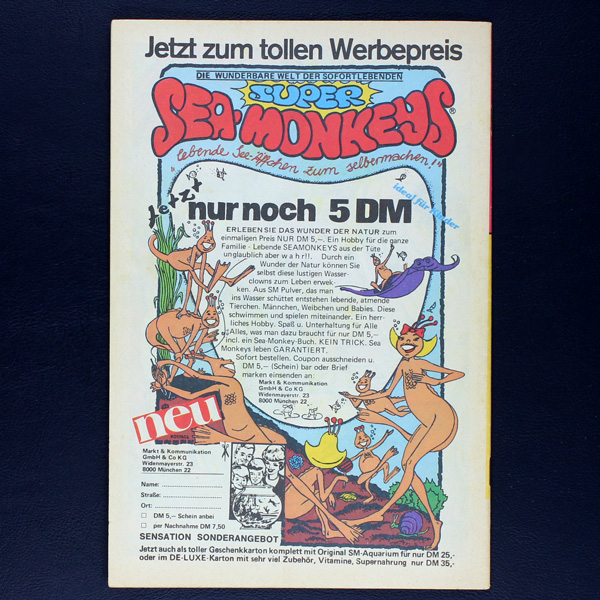 Jetzt zum tollen Werbepreis
DIE WUNDERBARE WELT DER SOFORTLEBENDEN
SUPER
SEA-MONKEYS®
"lebende See-Äffchen zum selbermachen!"
Jetzt
nur noch 5 DM
ideal für Kinder
ERLEBEN SIE DAS WUNDER DER NATUR zum
einmaligen Preis NUR DM 5,—. Ein Hobby für die ganze
Familie - Lebende SEAMONKEYS aus der Tüte
unglaublich aber w a h r!!. Durch ein
Wunder der Natur können Sie
selbst diese lustigen Wasser-
clowns zum Leben erwek-
ken. Aus SM Pulver, das man
ins Wasser schüttet entstehen lebende, atmende
Tierchen. Männchen, Weibchen und Babies. Diese
schwimmen und spielen miteinander. Ein herr-
liches Hobby. Spaß u. Unterhaltung für Alle
Alles, was man dazu braucht für nur DM 5,—
incl. ein Sea-Monkey-Buch. KEIN TRICK. Sea
Monkeys leben GARANTIERT.
Sofort bestellen. Coupon ausschneiden u.
DM 5,— (Schein) bar oder Brief
marken einsenden an:
Markt & Kommunikation
GmbH & Co KG
Widenmayerstr. 23
8000 München 22
neu
Markt & Kommunikation
GmbH & Co KG
Widenmayerstr. 23
8000 München 22
Name:
Straße:
Ort:
DM 5,— Schein anbei
per Nachnahme DM 7,50
SENSATION SONDERANGEBOT
Jetzt auch als toller Geschenkkarton komplett mit Original SM-Aquarium für nur DM 25,-
oder im DE-LUXE-Karton mit sehr viel Zubehör, Vitamine, Supernahrung nur DM 35,-